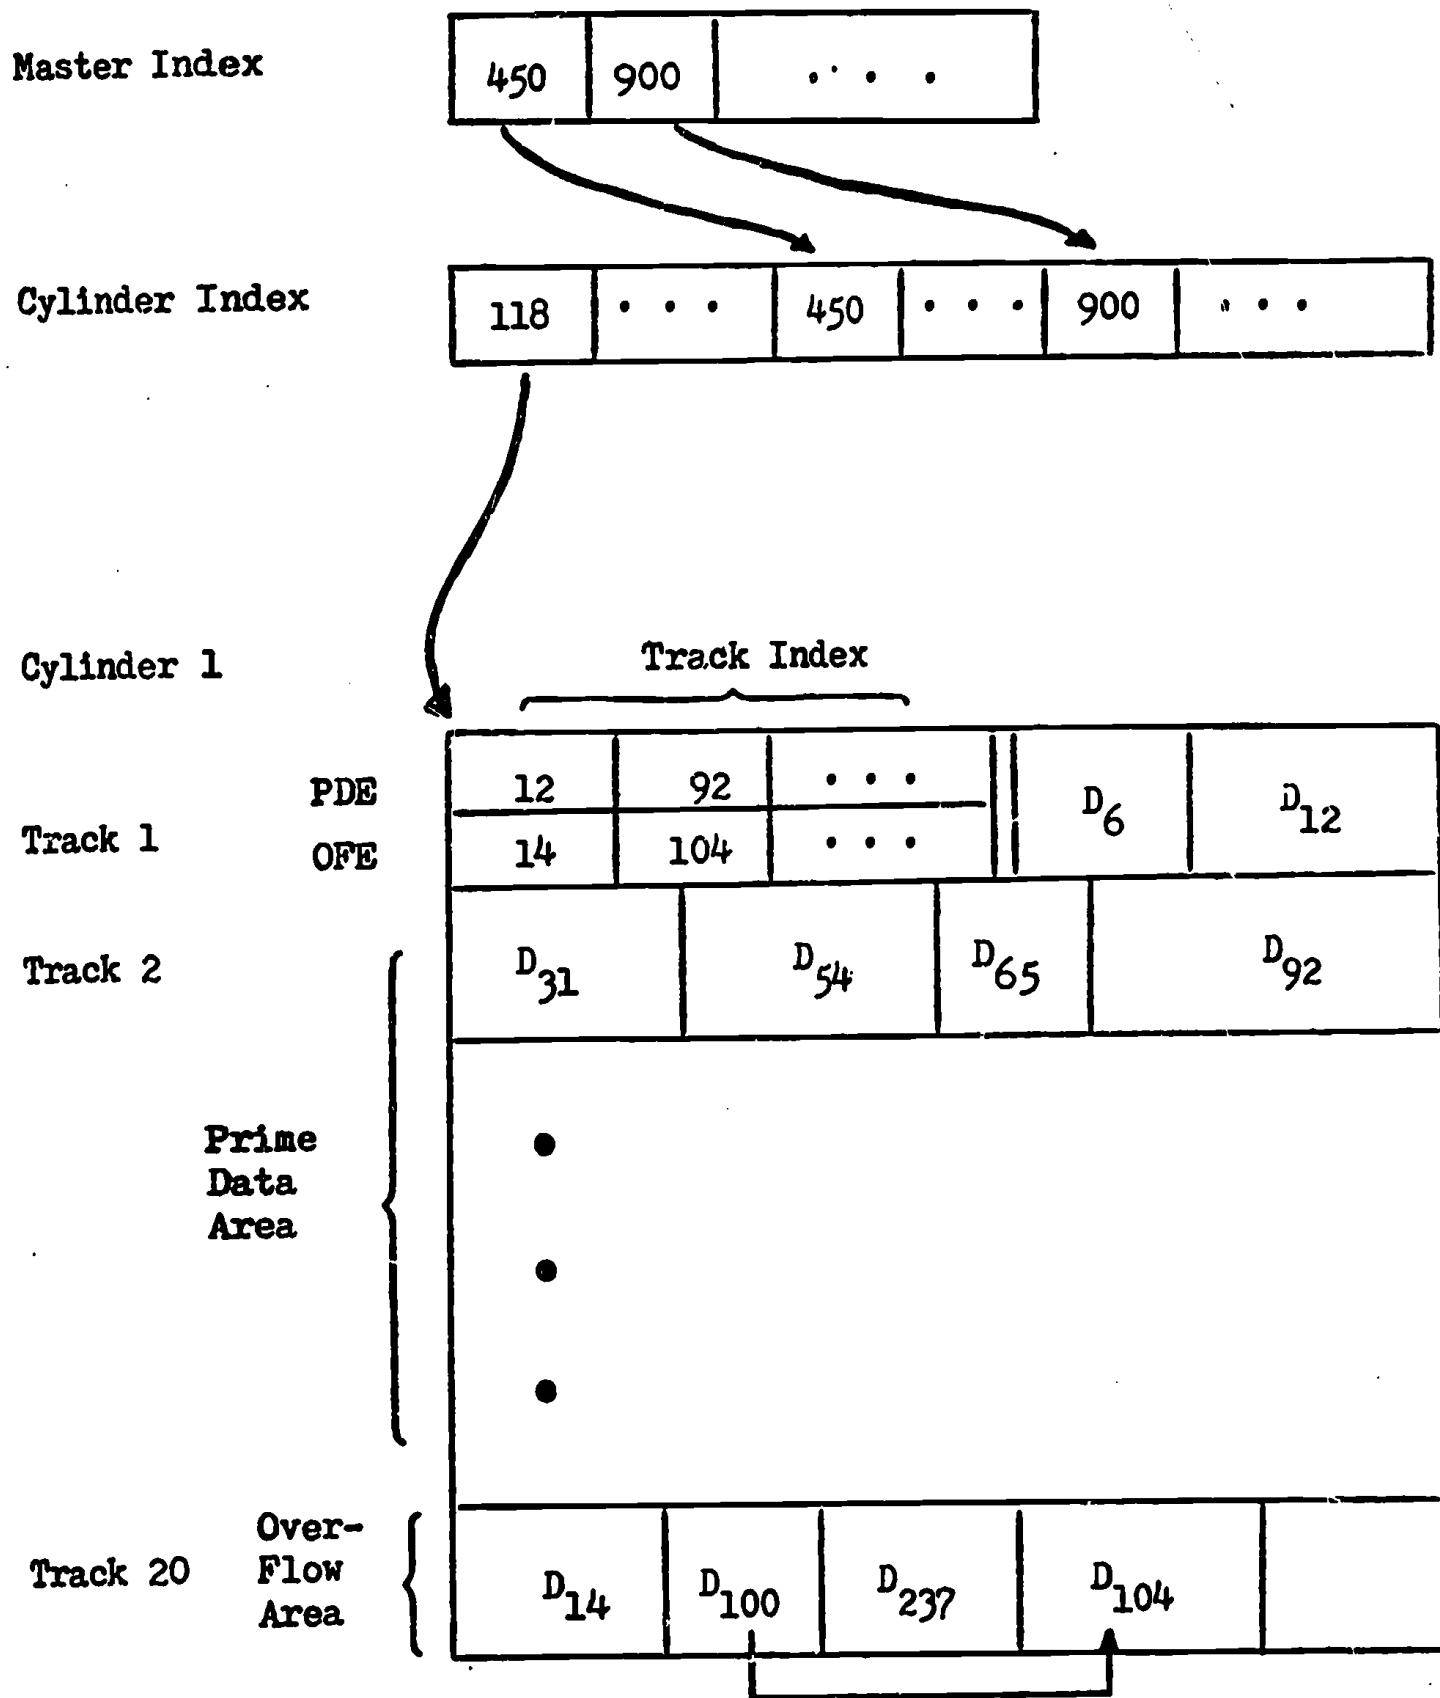 Master Index
450 900 . . .
Cylinder Index
118 . . . 450 . . . 900 . . .
Cylinder 1
Track Index
PDE 12 92 . . .
Track 1
OFE 14 104 . . .
D6 D12
Track 2
D31 D54 D65 D92
Prime
Data
Area
Over-
Flow
Area
Track 20
D14 D100 D237 D104